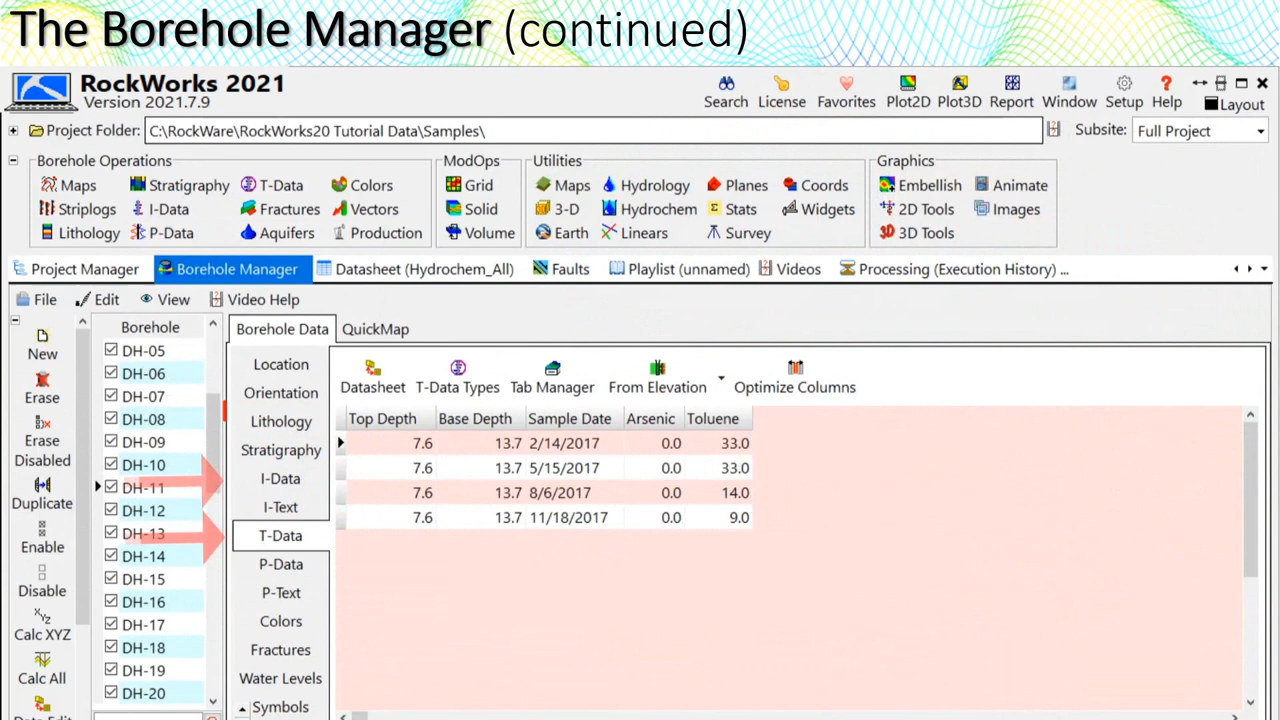 The Borehole Manager (continued)
RockWorks 2021
Version 2021.7.9
Search License Favorites Plot2D Plot3D Report Window Setup Help Layout
Project Folder: C:\RockWare\RockWorks20 Tutorial Data\Samples\ Subsite: Full Project
Borehole Operations ModOps Utilities Graphics
Maps Stratigraphy T-Data Colors Grid Maps Hydrology Planes Coords Embellish Animate
Striplogs I-Data Fractures Vectors Solid 3-D Hydrochem Stats Widgets 2D Tools Images
Lithology P-Data Aquifers Production Volume Earth Linears Survey 3D Tools
Project Manager Borehole Manager Datasheet (Hydrochem_All) Faults Playlist (unnamed) Videos Processing (Execution History) ...
File Edit View Video Help
New
Erase
Erase
Disabled
Duplicate
Enable
Disable
Calc XYZ
Calc All
Borehole
DH-05
DH-06
DH-07
DH-08
DH-09
DH-10
DH-11
DH-12
DH-13
DH-14
DH-15
DH-16
DH-17
DH-18
DH-19
DH-20
Borehole Data QuickMap
Location
Orientation
Lithology
Stratigraphy
I-Data
I-Text
T-Data
P-Data
P-Text
Colors
Fractures
Water Levels
Symbols
Datasheet T-Data Types Tab Manager From Elevation Optimize Columns
Top Depth Base Depth Sample Date Arsenic Toluene
7.6 13.7 2/14/2017 0.0 33.0
7.6 13.7 5/15/2017 0.0 33.0
7.6 13.7 8/6/2017 0.0 14.0
7.6 13.7 11/18/2017 0.0 9.0